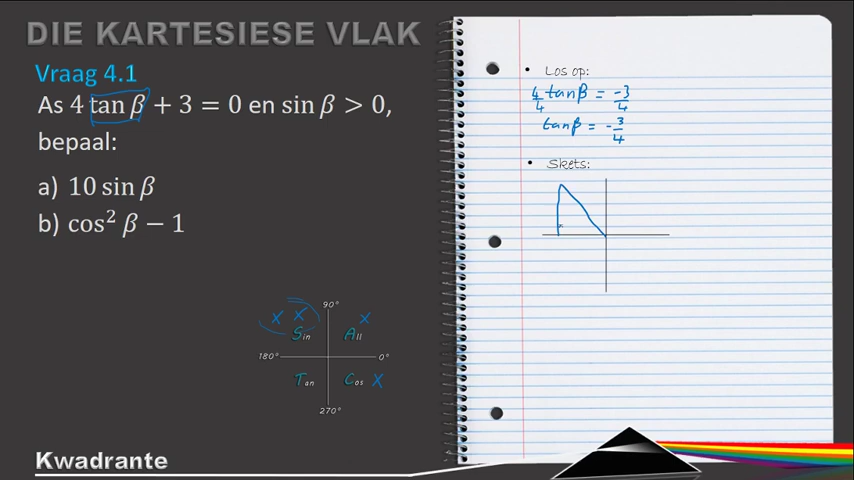 DIE KARTESIESE VLAK
Vraag 4.1
As 4 tan β + 3 = 0 en sin β > 0,
bepaal:
a) 10 sin β
b) cos² β − 1
• Los op:
4/4 tanβ = -3/4
tanβ = -3/4
• Skets:
90°
x x x
Sin All
180° 0°
Tan Cos x
270°
Kwadrante